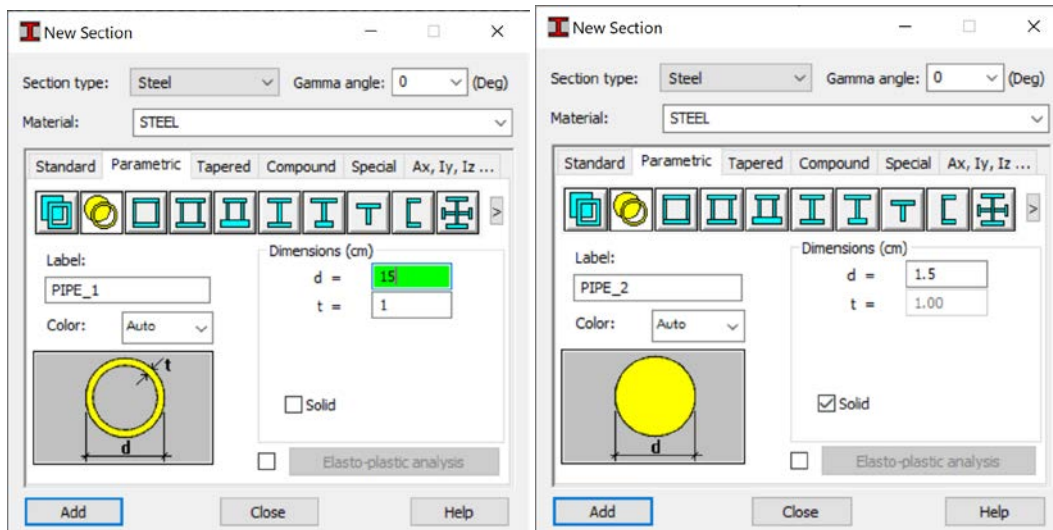 New Section
Section type: Steel Gamma angle: 0 (Deg)
Material: STEEL
Standard Parametric Tapered Compound Special Ax, Iy, Iz ...
>
Label:
PIPE_1
Color: Auto
Dimensions (cm)
d = 15
t = 1
t
d
Solid
Elasto-plastic analysis
Add Close Help
New Section
Section type: Steel Gamma angle: 0 (Deg)
Material: STEEL
Standard Parametric Tapered Compound Special Ax, Iy, Iz ...
>
Label:
PIPE_2
Color: Auto
Dimensions (cm)
d = 1.5
t = 1.00
d
Solid
Elasto-plastic analysis
Add Close Help